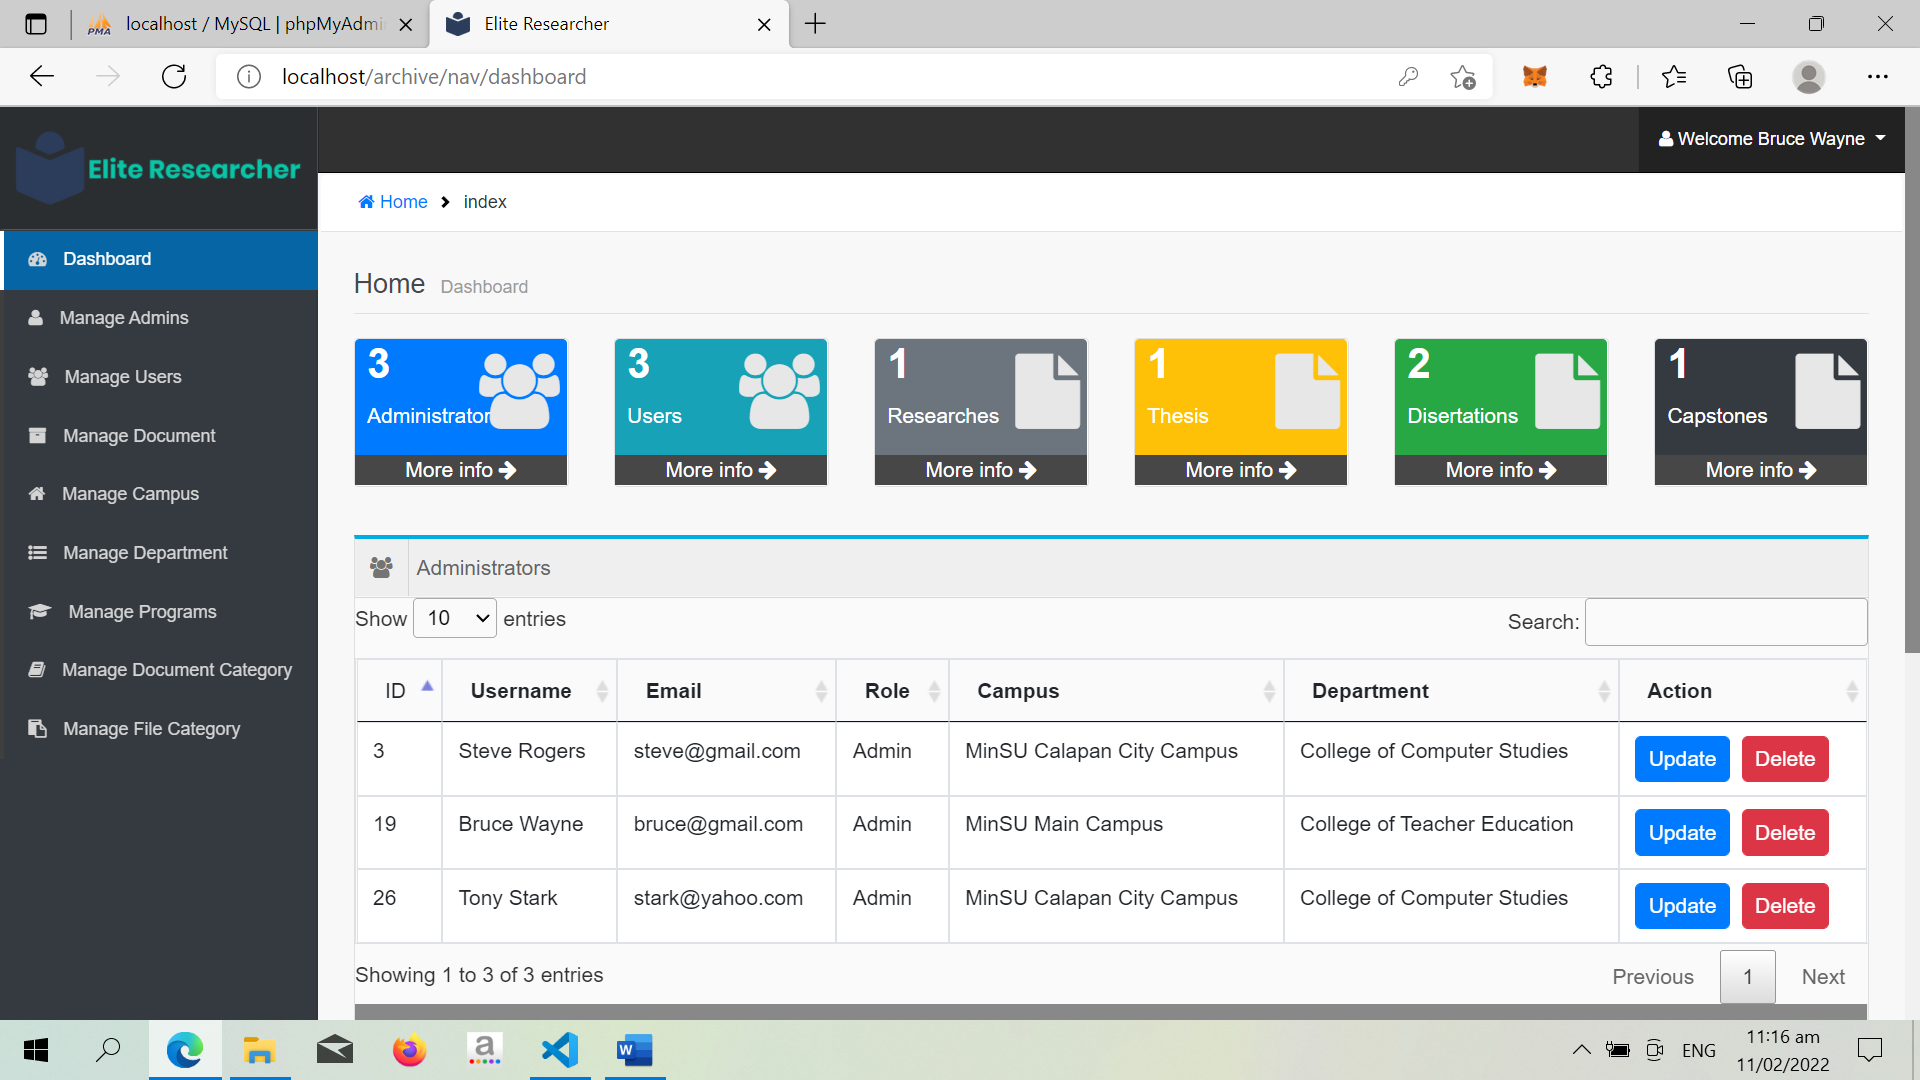 localhost / MySQL | phpMyAdmi
Elite Researcher
localhost/archive/nav/dashboard
Elite Researcher
Welcome Bruce Wayne
Home index
Dashboard
Manage Admins
Manage Users
Manage Document
Manage Campus
Manage Department
Manage Programs
Manage Document Category
Manage File Category
Home Dashboard
3 Administrator More info
3 Users More info
1 Researches More info
1 Thesis More info
2 Disertations More info
1 Capstones More info
Administrators
Show 10 entries Search:
ID Username Email Role Campus Department Action
3 Steve Rogers steve@gmail.com Admin MinSU Calapan City Campus College of Computer Studies Update Delete
19 Bruce Wayne bruce@gmail.com Admin MinSU Main Campus College of Teacher Education Update Delete
26 Tony Stark stark@yahoo.com Admin MinSU Calapan City Campus College of Computer Studies Update Delete
Showing 1 to 3 of 3 entries Previous 1 Next
ENG
11:16 am
11/02/2022
PMA
a
W